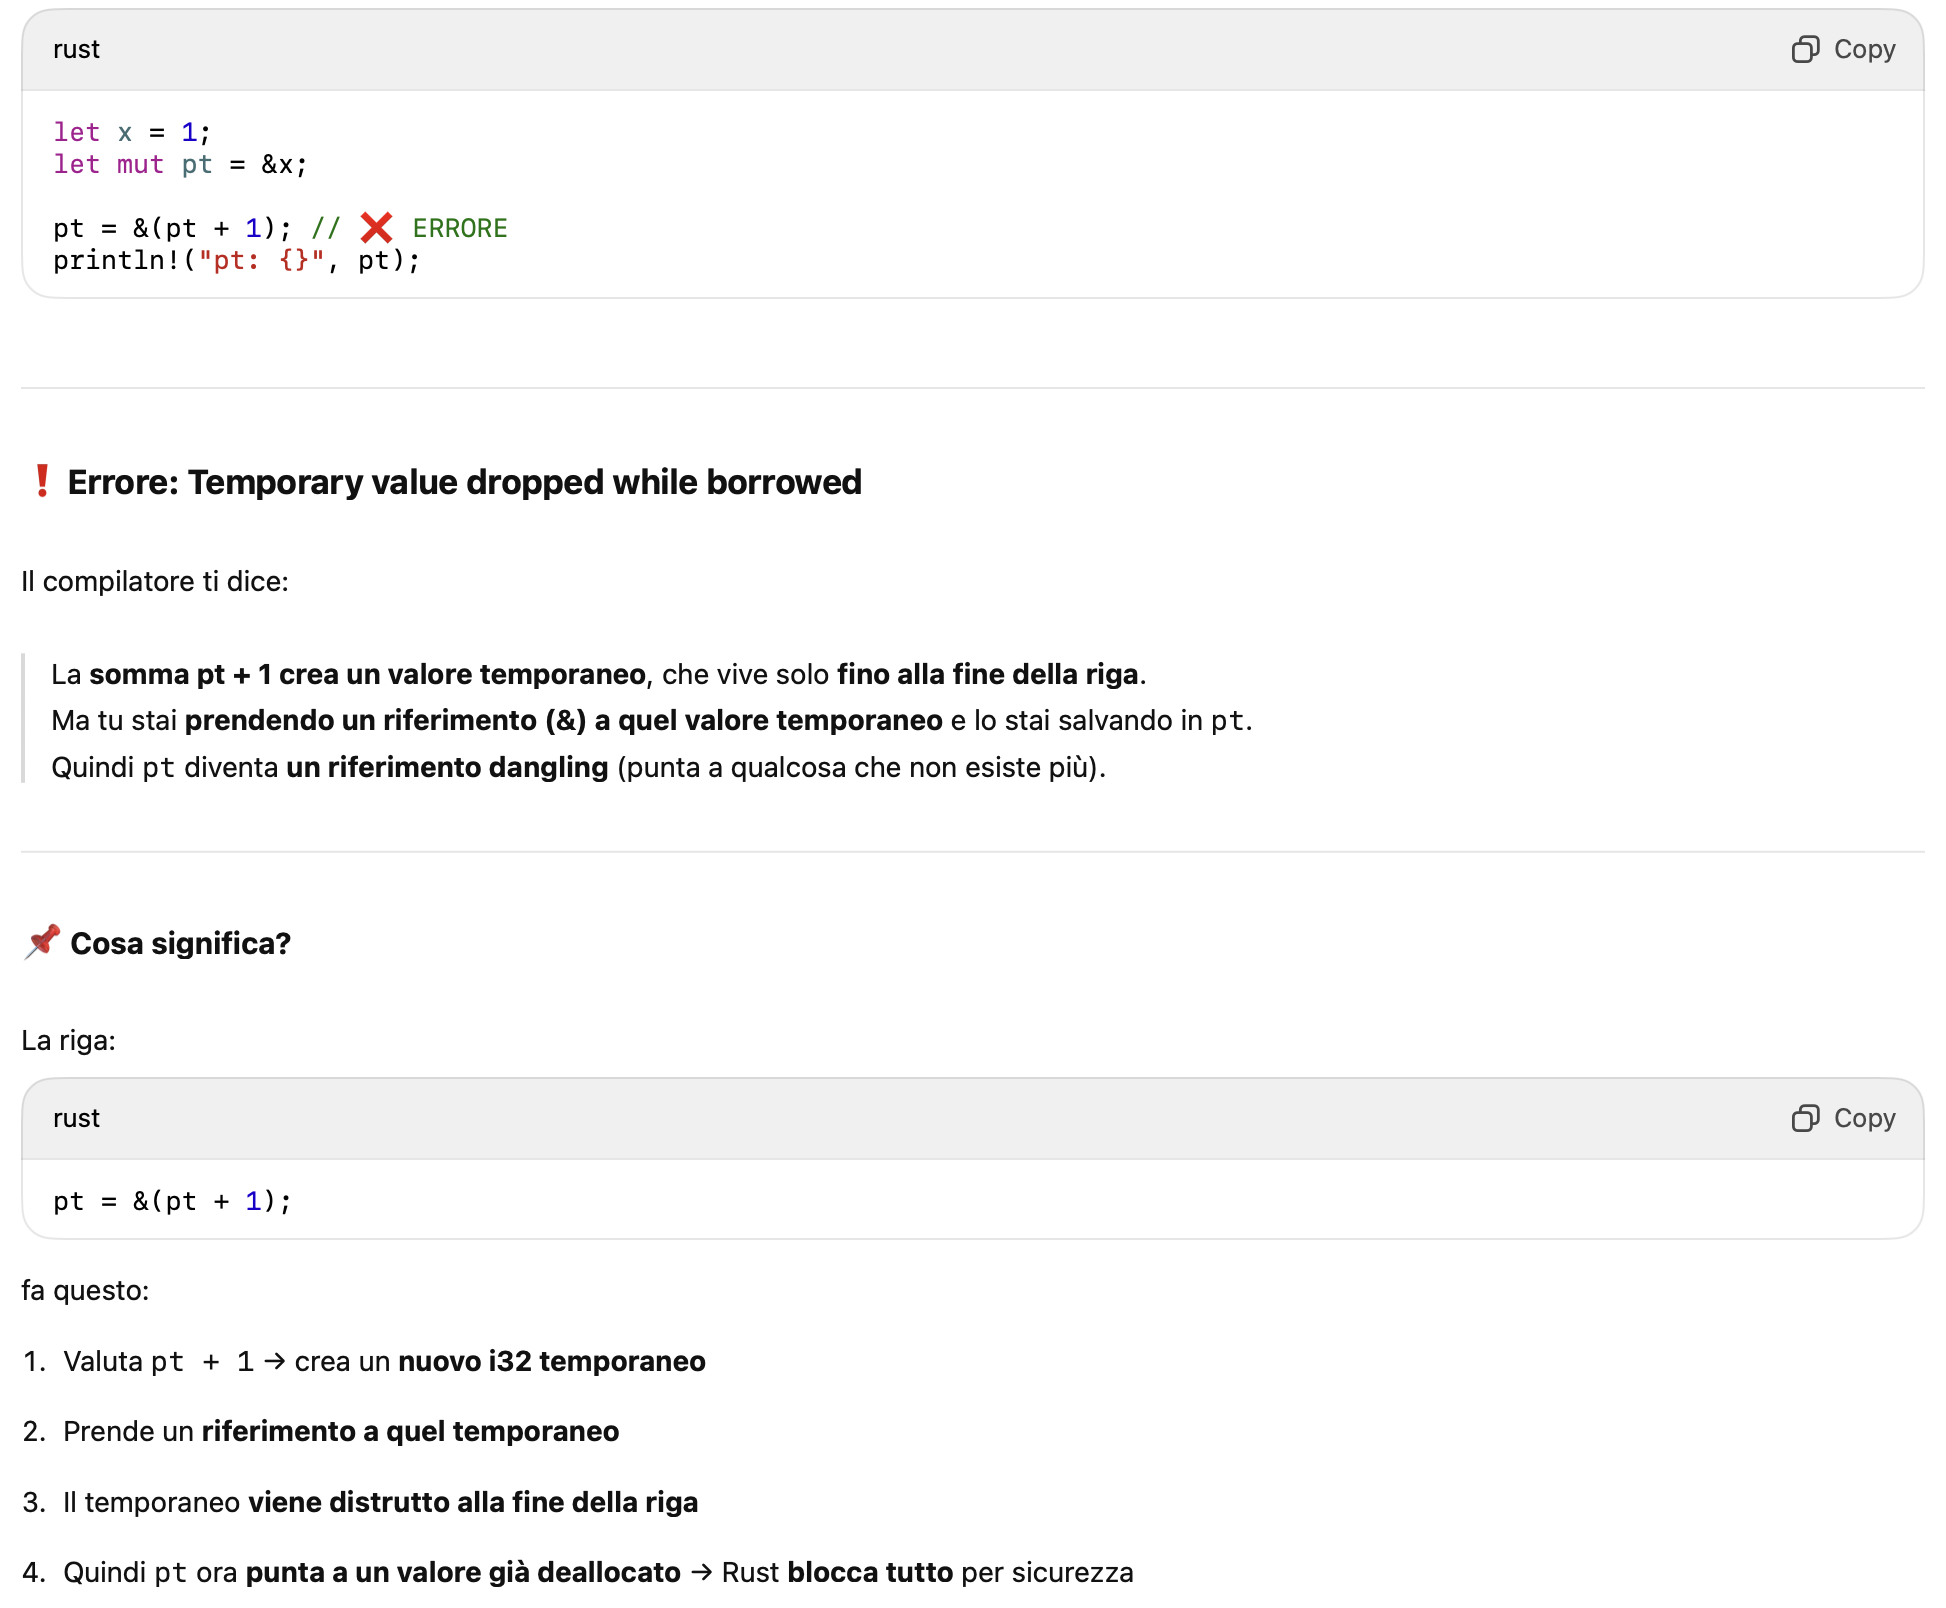 rust
Copy
let x = 1;
let mut pt = &x;
pt = &(pt + 1); // ❌ ERRORE
println!("pt: {}", pt);
❗ Errore: Temporary value dropped while borrowed
Il compilatore ti dice:
La somma pt + 1 crea un valore temporaneo, che vive solo fino alla fine della riga.
Ma tu stai prendendo un riferimento (&) a quel valore temporaneo e lo stai salvando in pt.
Quindi pt diventa un riferimento dangling (punta a qualcosa che non esiste più).
📌 Cosa significa?
La riga:
rust
Copy
pt = &(pt + 1);
fa questo:
1. Valuta pt + 1 → crea un nuovo i32 temporaneo
2. Prende un riferimento a quel temporaneo
3. Il temporaneo viene distrutto alla fine della riga
4. Quindi pt ora punta a un valore già deallocato → Rust blocca tutto per sicurezza